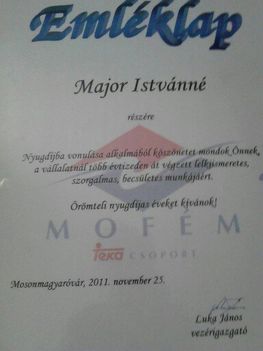 Emléklap
Major Istvánné
részére
Nyugdíjba vonulása alkalmából köszönetet mondok Önnek,
a vállalatnál több évtizeden át végzett lelkiismeretes,
szorgalmas, becsületes munkájáért.
Örömteli nyugdíjas éveket kívánok!
MOFÉM
Teka CSOPORT
Mosonmagyaróvár, 2011. november 25.
Luka János
vezérigazgató